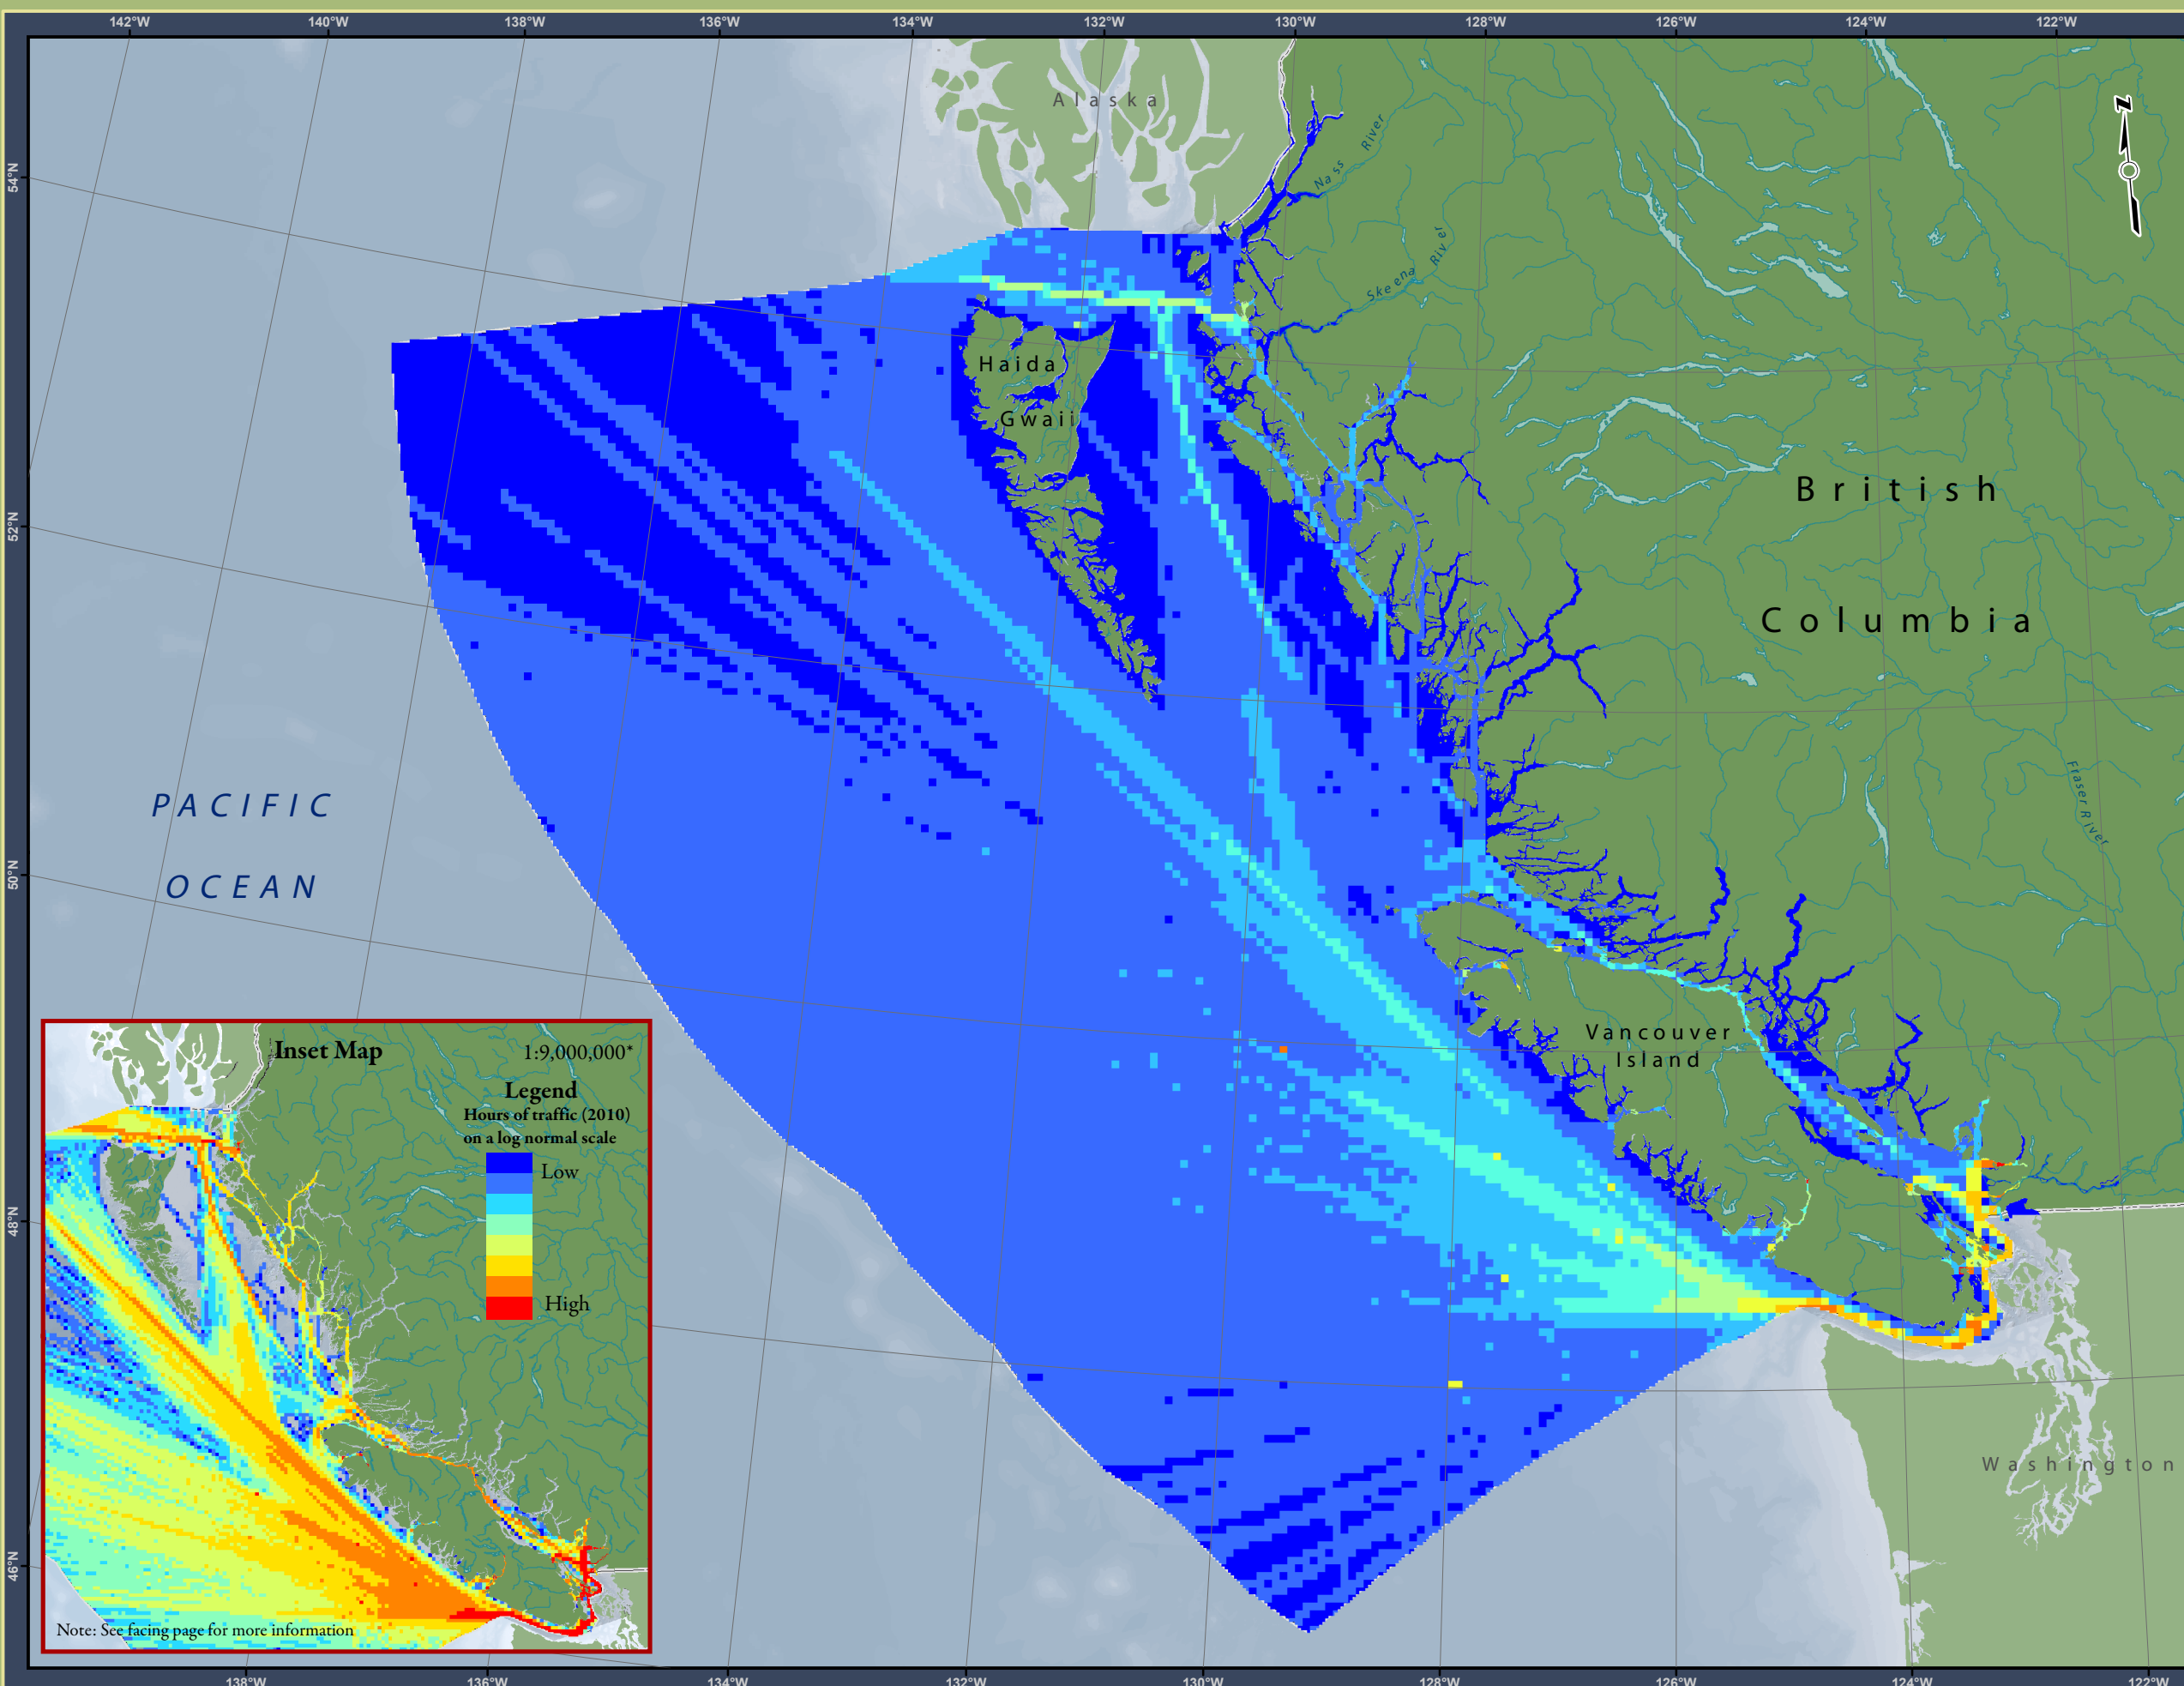 142°W 140°W 138°W 136°W 134°W 132°W 130°W 128°W 126°W 124°W 122°W
Alaska
N
54°N
Nass River
Skeena River
Haida
Gwaii
British
52°N
Columbia
PACIFIC
Fraser River
OCEAN
50°N
Vancouver
Island
Inset Map
1:9,000,000*
Legend
Hours of traffic (2010)
on a log normal scale
Low
High
48°N
Washington
46°N
Note: See facing page for more information
138°W 136°W 134°W 132°W 130°W 128°W 126°W 124°W 122°W